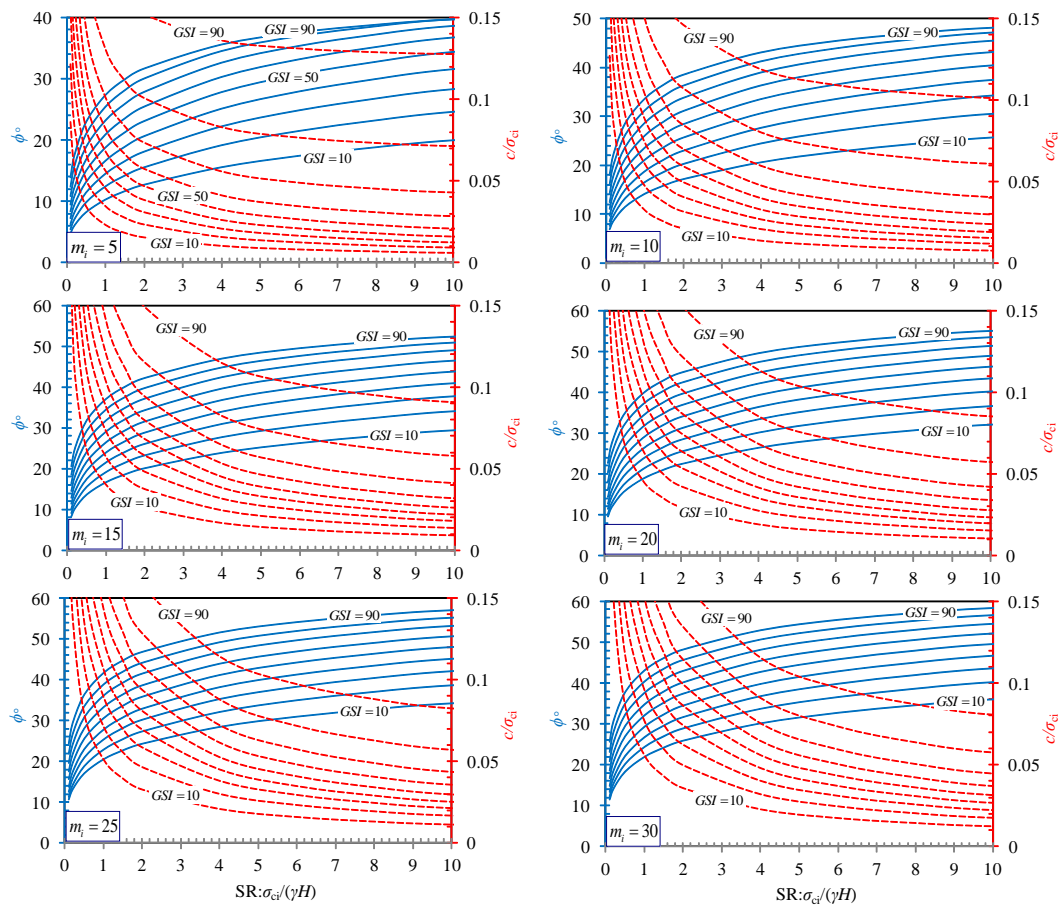 40
30
20
10
0
ϕ°
0.15
0.1
0.05
0
c/σci
GSI = 90
GSI = 90
GSI = 50
GSI = 10
GSI = 50
GSI = 10
mi = 5
0 1 2 3 4 5 6 7 8 9 10
50
40
30
20
10
0
ϕ°
0.15
0.1
0.05
0
c/σci
GSI = 90
GSI = 90
GSI = 10
GSI = 10
mi = 10
0 1 2 3 4 5 6 7 8 9 10
60
50
40
30
20
10
0
ϕ°
0.15
0.1
0.05
0
c/σci
GSI = 90
GSI = 90
GSI = 10
GSI = 10
mi = 15
0 1 2 3 4 5 6 7 8 9 10
60
50
40
30
20
10
0
ϕ°
0.15
0.1
0.05
0
c/σci
GSI = 90
GSI = 90
GSI = 10
GSI = 10
mi = 20
0 1 2 3 4 5 6 7 8 9 10
60
50
40
30
20
10
0
ϕ°
0.15
0.1
0.05
0
c/σci
GSI = 90
GSI = 90
GSI = 10
GSI = 10
mi = 25
0 1 2 3 4 5 6 7 8 9 10
SR:σci/(γH)
60
50
40
30
20
10
0
ϕ°
0.15
0.1
0.05
0
c/σci
GSI = 90
GSI = 90
GSI = 10
GSI = 10
mi = 30
0 1 2 3 4 5 6 7 8 9 10
SR:σci/(γH)